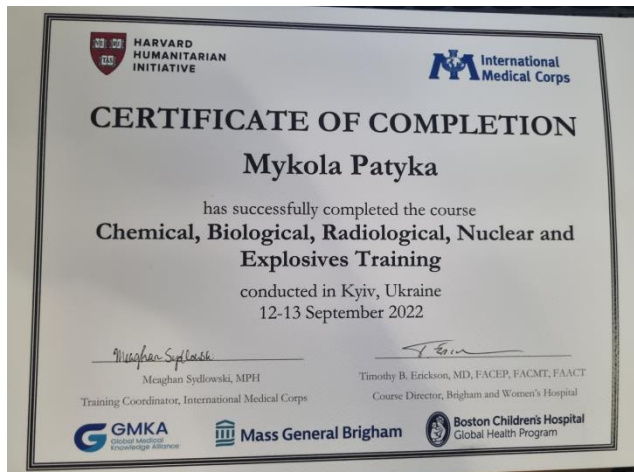 HARVARD
HUMANITARIAN
INITIATIVE
International
Medical Corps
CERTIFICATE OF COMPLETION
Mykola Patyka
has successfully completed the course
Chemical, Biological, Radiological, Nuclear and
Explosives Training
conducted in Kyiv, Ukraine
12-13 September 2022
Meaghan Sydlowski
Meaghan Sydlowski, MPH
Timothy B. Erickson, MD, FACEP, FACMT, FAACT
Training Coordinator, International Medical Corps
Course Director, Brigham and Women's Hospital
GMKA
Global Medical
Knowledge Alliance
Mass General Brigham
Boston Children's Hospital
Global Health Program